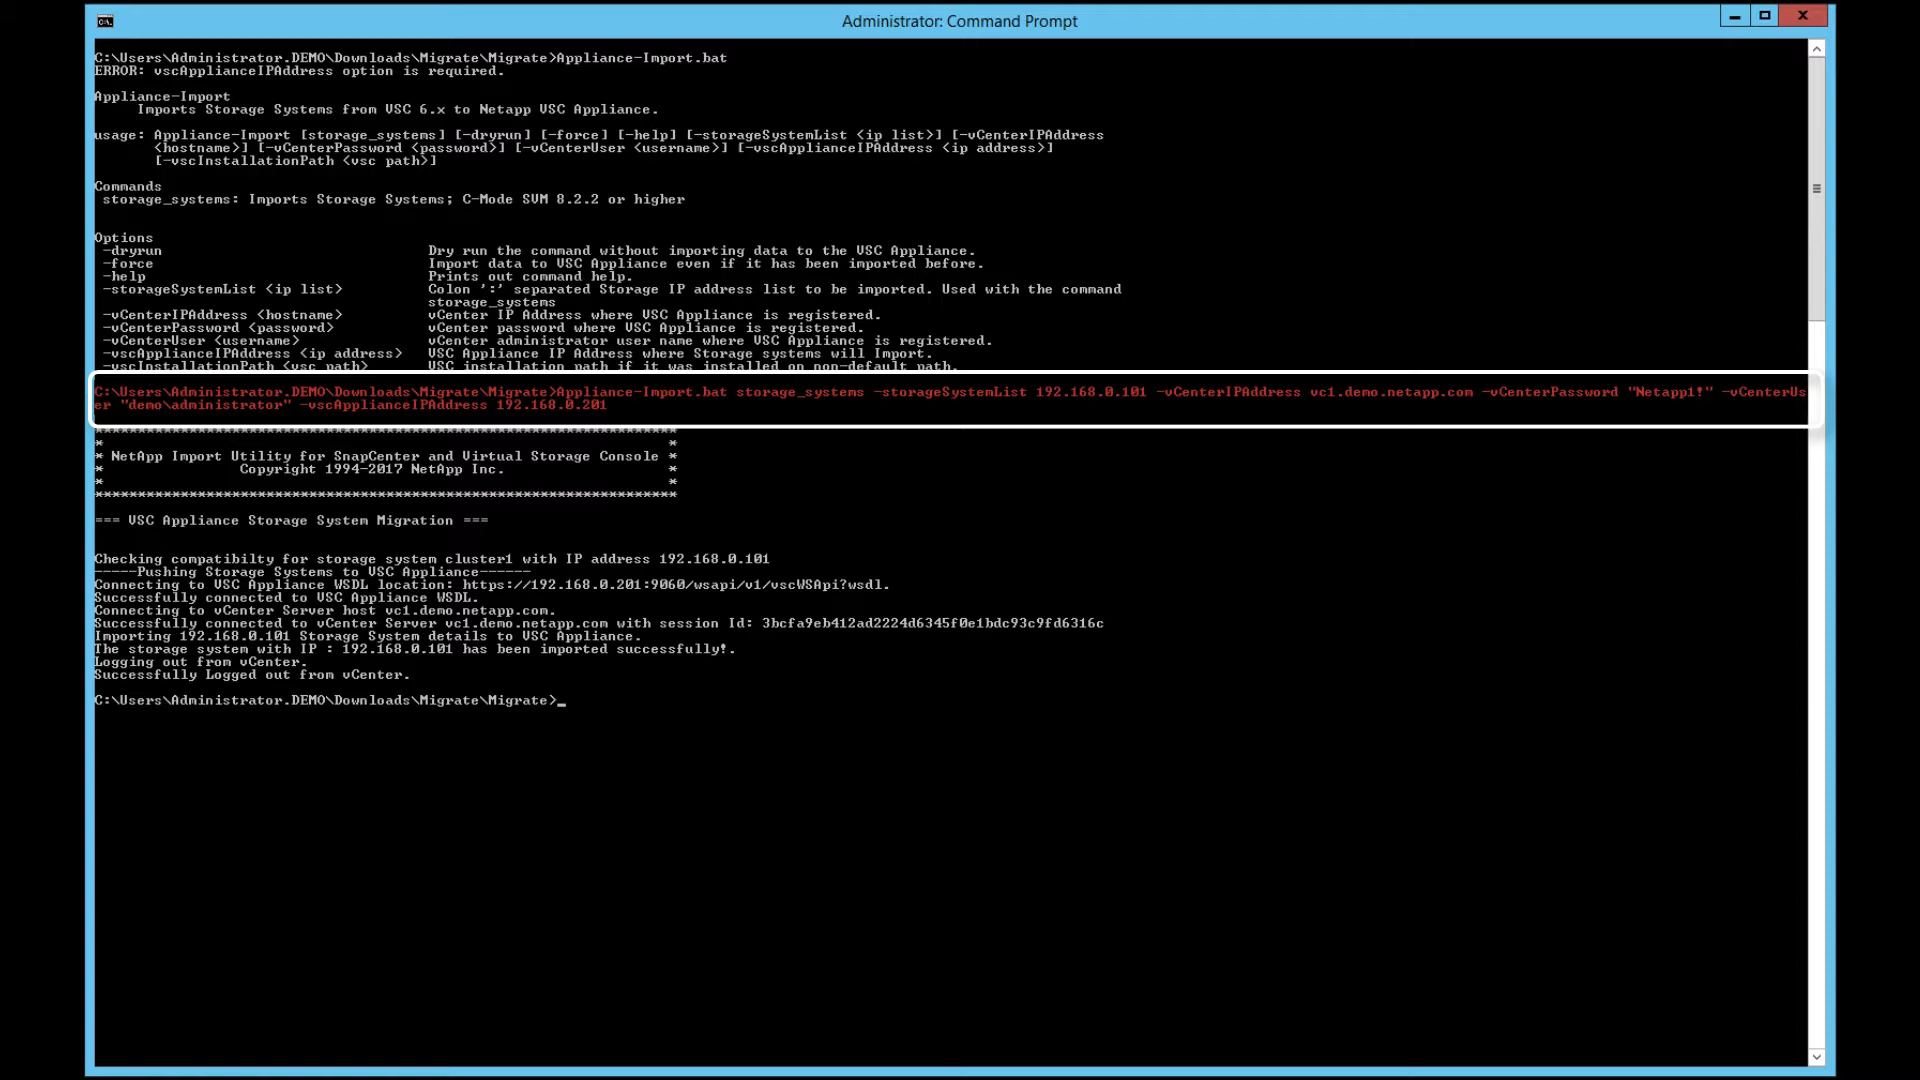 Administrator: Command Prompt
C:\Users\Administrator.DEMO\Downloads\Migrate\Migrate>Appliance-Import.bat
ERROR: vscApplianceIPAddress option is required.
Appliance-Import
Imports Storage Systems from VSC 6.x to Netapp VSC Appliance.
usage: Appliance-Import [storage_systems] [-dryrun] [-force] [-help] [-storageSystemList <ip list>] [-vCenterIPAddress
<hostname>] [-vCenterPassword <password>] [-vCenterUser <username>] [-vscApplianceIPAddress <ip address>]
[-vscInstallationPath <vsc path>]
Commands
storage_systems: Imports Storage Systems; C-Mode SVM 8.2.2 or higher
Options
-dryrun Dry run the command without importing data to the VSC Appliance.
-force Import data to VSC Appliance even if it has been imported before.
-help Prints out command help.
-storageSystemList <ip list> Colon ':' separated Storage IP address list to be imported. Used with the command
storage_systems
-vCenterIPAddress <hostname> vCenter IP Address where VSC Appliance is registered.
-vCenterPassword <password> vCenter password where VSC Appliance is registered.
-vCenterUser <username> vCenter administrator user name where VSC Appliance is registered.
-vscApplianceIPAddress <ip address> VSC Appliance IP Address where Storage systems will Import.
-vscInstallationPath <vsc path> VSC installation path if it was installed on non-default path.
C:\Users\Administrator.DEMO\Downloads\Migrate\Migrate>Appliance-Import.bat storage_systems -storageSystemList 192.168.0.101 -vCenterIPAddress vc1.demo.netapp.com -vCenterPassword "Netapp1!" -vCenterUs
er "demo\administrator" -vscApplianceIPAddress 192.168.0.201
********************************************************************
* *
* NetApp Import Utility for SnapCenter and Virtual Storage Console *
* Copyright 1994-2017 NetApp Inc. *
* *
********************************************************************
=== VSC Appliance Storage System Migration ===
Checking compatibilty for storage system cluster1 with IP address 192.168.0.101
-----Pushing Storage Systems to VSC Appliance------
Connecting to VSC Appliance WSDL location: https://192.168.0.201:9060/wsapi/v1/vscWSApi?wsdl.
Successfully connected to VSC Appliance WSDL.
Connecting to vCenter Server host vc1.demo.netapp.com.
Successfully connected to vCenter Server vc1.demo.netapp.com with session Id: 3bcfa9eb412ad2224d6345f0e1bdc93c9fd6316c
Importing 192.168.0.101 Storage System details to VSC Appliance.
The storage system with IP : 192.168.0.101 has been imported successfully!.
Logging out from vCenter.
Successfully Logged out from vCenter.
C:\Users\Administrator.DEMO\Downloads\Migrate\Migrate>_